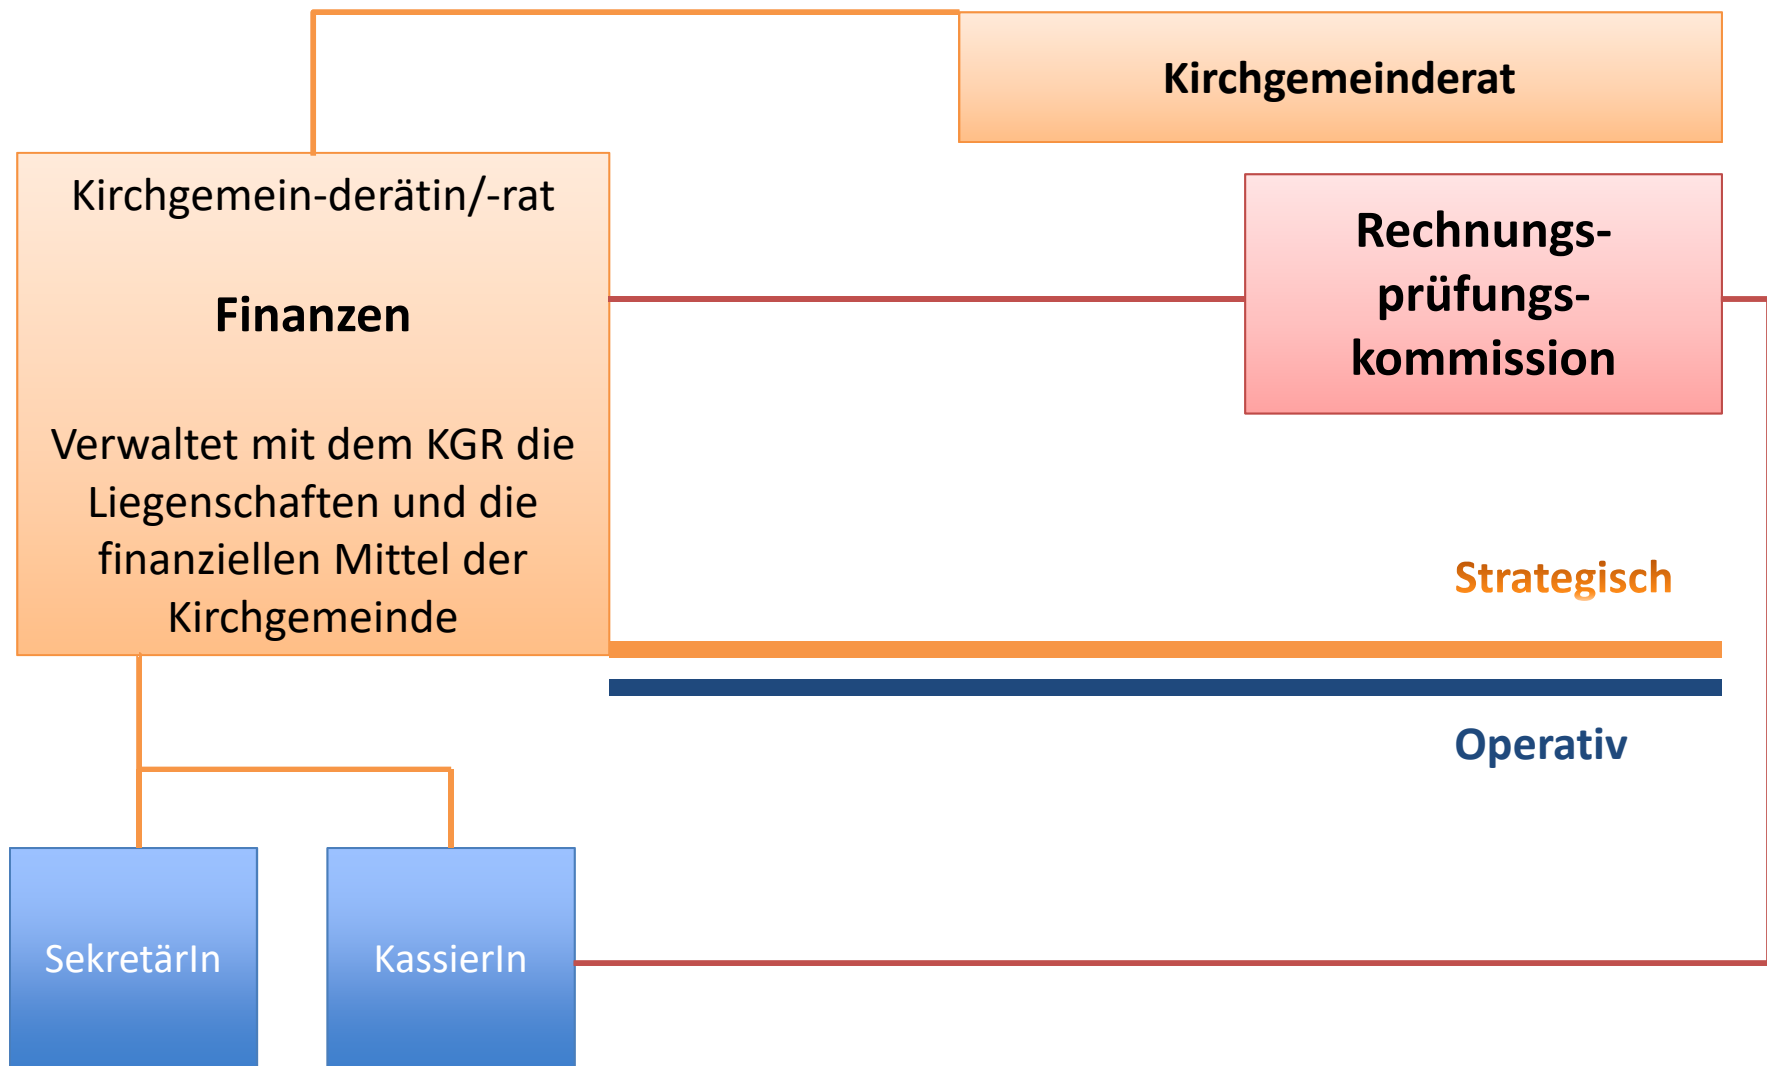 Kirchgemeinderat
Kirchgemein-derätin/-rat
Finanzen
Verwaltet mit dem KGR die
Liegenschaften und die
finanziellen Mittel der
Kirchgemeinde
Rechnungs-
prüfungs-
kommission
Strategisch
Operativ
SekretärIn
KassierIn